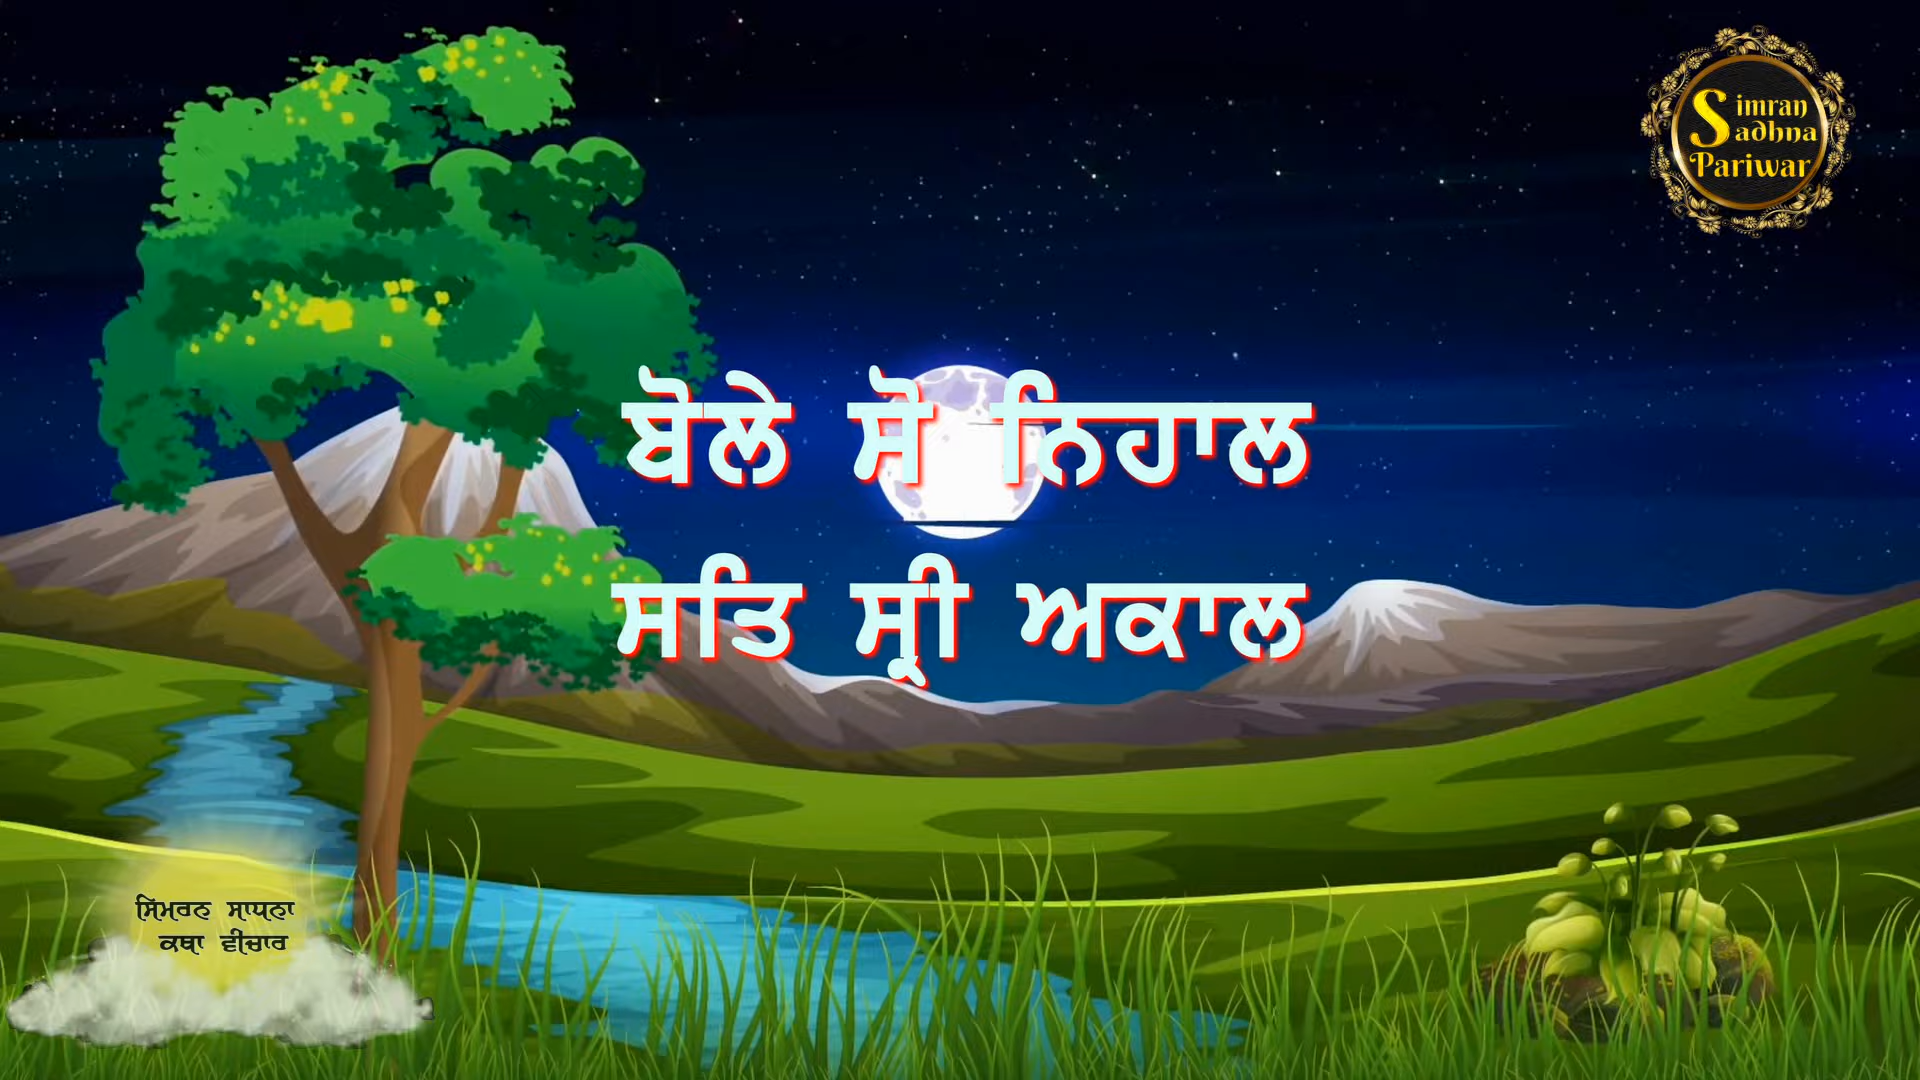 Simran
Sadhna
Pariwar
ਬੋਲੇ ਸੋ ਨਿਹਾਲ
ਸਤਿ ਸ੍ਰੀ ਅਕਾਲ
ਸਿਮਰਨ ਸਾਧਨਾ
ਕਥਾ ਵੀਚਾਰ